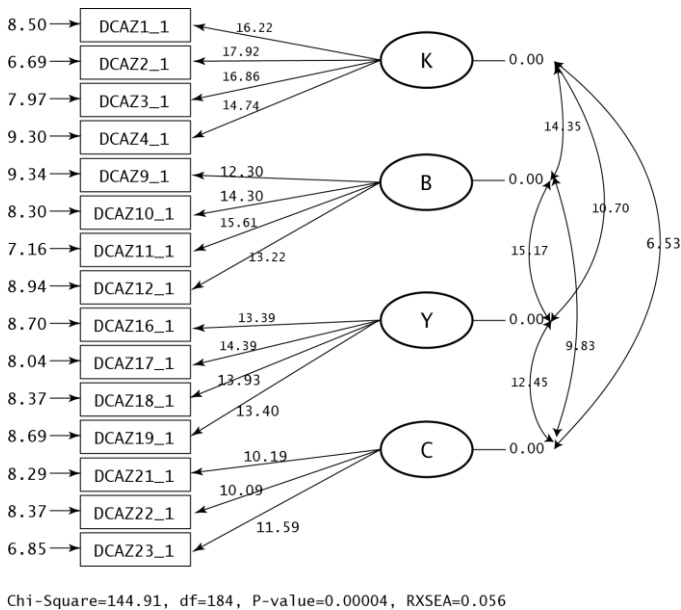 8.50 DCAZ1_1 16.22 K 0.00
6.69 DCAZ2_1 17.92
7.97 DCAZ3_1 16.86
9.30 DCAZ4_1 14.74
14.35
9.34 DCAZ9_1 12.30 B 0.00
8.30 DCAZ10_1 14.30
10.70
7.16 DCAZ11_1 15.61
6.53
15.17
8.94 DCAZ12_1 13.22
8.70 DCAZ16_1 13.39 Y 0.00
8.04 DCAZ17_1 14.39
9.83
8.37 DCAZ18_1 13.93
12.45
8.69 DCAZ19_1 13.40
8.29 DCAZ21_1 10.19 C 0.00
8.37 DCAZ22_1 10.09
6.85 DCAZ23_1 11.59
Chi-Square=144.91, df=184, P-value=0.00004, RXSEA=0.056